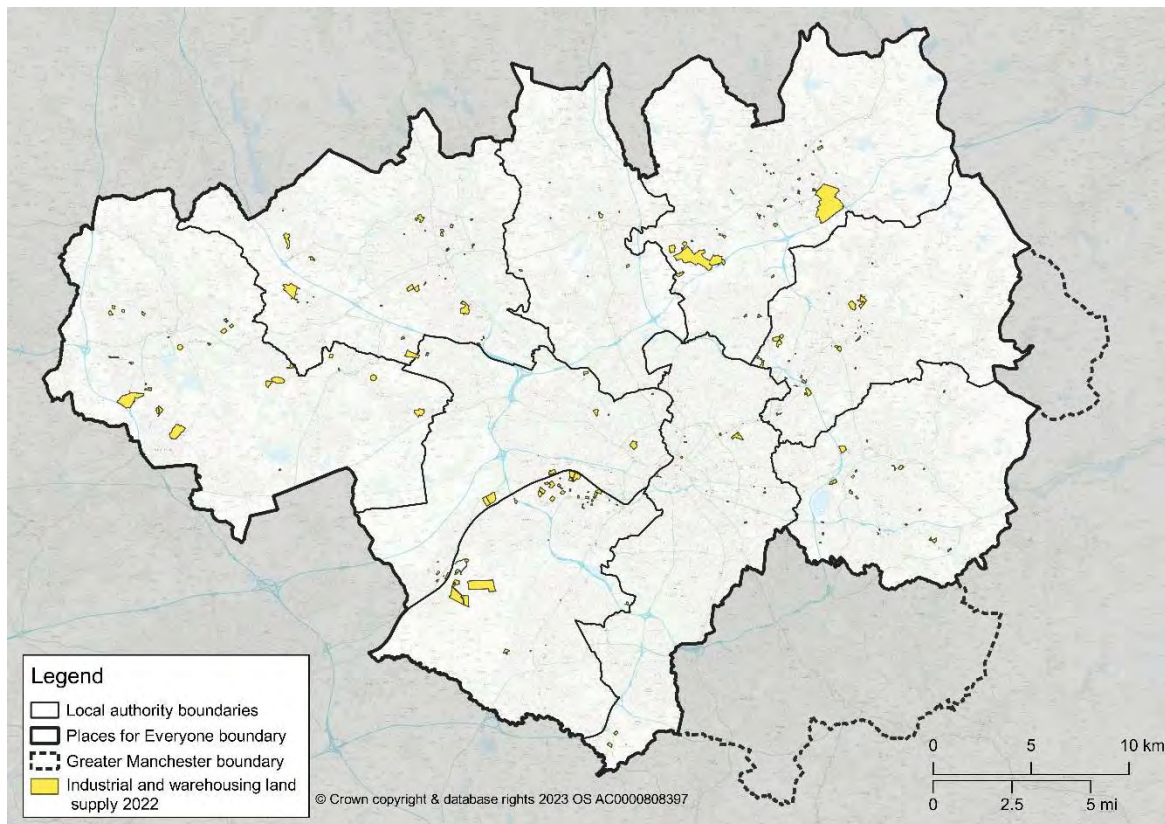 Legend
Local authority boundaries
Places for Everyone boundary
Greater Manchester boundary
Industrial and warehousing land
supply 2022
© Crown copyright & database rights 2023 OS AC0000808397
0 5 10 km
0 2.5 5 mi